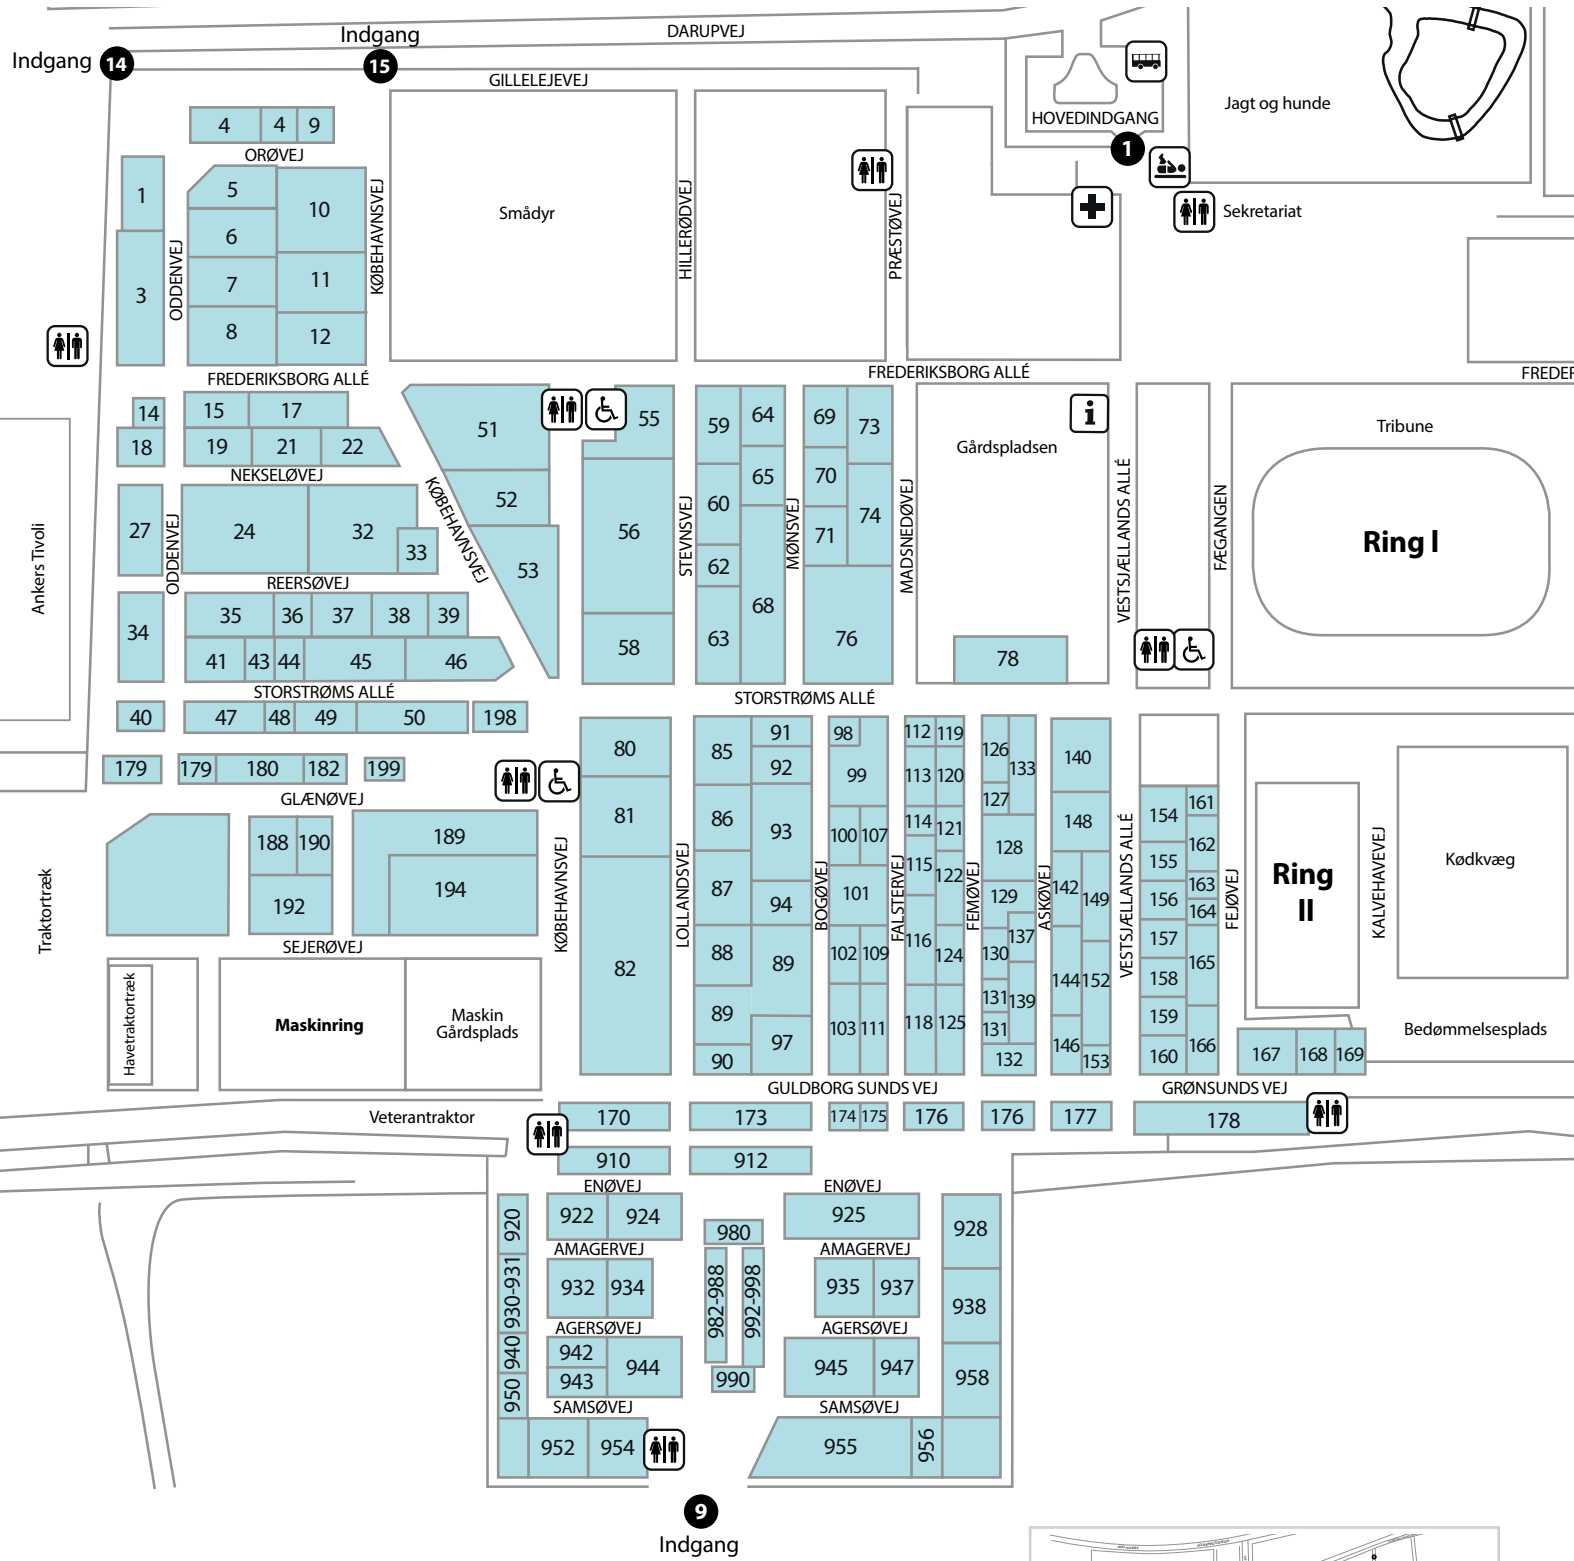 DARUPVEJ
Indgang
15
Indgang 14
GILLELEJEVEJ
HOVEDINDGANG
1
Jagt og hunde
Sekretariat
4 4 9
ORØVEJ
1
3
ODDENVEJ
5
6
7
8
10
11
12
KØBEHAVNSVEJ
Smådyr
HILLERØDVEJ
PRÆSTØVEJ
FREDERIKSBORG ALLÉ
FREDERIKSBORG ALLÉ
FREDER
14 15 17
18 19 21 22
NEKSELØVEJ
27 24 32 33
ODDENVEJ
REERSØVEJ
34 35 36 37 38 39
41 43 44 45 46
STORSTRØMS ALLÉ
40 47 48 49 50 198
Ankers Tivoli
KØBEHAVNSVEJ
51
52
53
55
56
58
STEVNSVEJ
59
60
62
63
64
65
68
MØNSVEJ
69
70
71
73
74
76
MADSNEDØVEJ
Gårdspladsen
i
78
VESTSJÆLLANDS ALLÉ
FÆGANGEN
Tribune
Ring I
STORSTRØMS ALLÉ
179 179 180 182 199
GLÆNØVEJ
188 190 189
192 194
SEJERØVEJ
Traktortræk
Havetraktortræk
Maskinring
Maskin
Gårdsplads
KØBEHAVNSVEJ
80
81
82
LOLLANDSVEJ
85
86
87
88
89
90
91
92
93
94
89
97
BOGØVEJ
98
99
100 107
101
102 109
103 111
FALSTERVEJ
112 119
113 120
114 121
115 122
116 124
118 125
FEMØVEJ
126 133
127
128
129
137
130
131 139
131
132
ASKØVEJ
140
148
142 149
144 152
146 153
VESTSJÆLLANDS ALLÉ
154 161
155 162
156 163
164
157 165
158
159
160 166
FEJØVEJ
Ring
II
KALVEHAVEVEJ
Kødkvæg
Bedømmelsesplads
167 168 169
GULDBORG SUNDS VEJ
GRØNSUNDS VEJ
Veterantraktor
170 173 174 175 176 176 177 178
910 912
ENØVEJ
ENØVEJ
920 922 924 980 925 928
AMAGERVEJ
AMAGERVEJ
930-931 932 934 982-988 992-998 935 937 938
AGERSØVEJ
AGERSØVEJ
940 942 944 945 947 958
950 943 990
SAMSØVEJ
SAMSØVEJ
952 954 955 956
9
Indgang